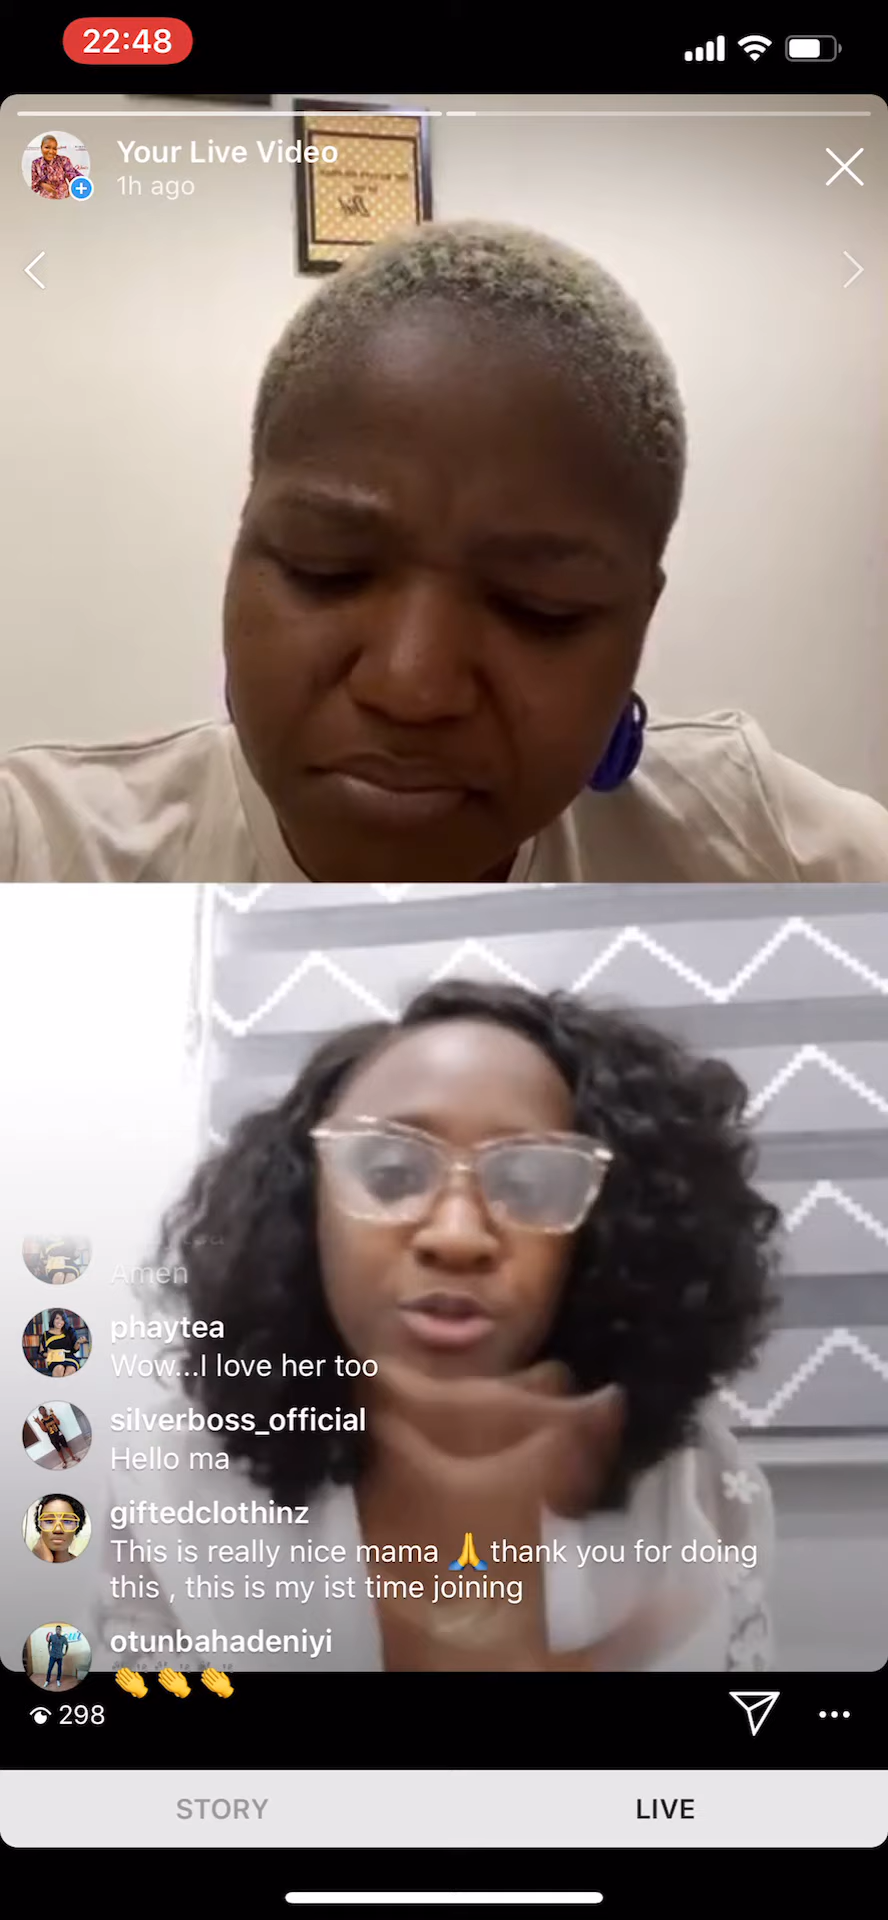 22:48
Your Live Video
1h ago
Amen
phaytea
Wow...I love her too
silverboss_official
Hello ma
giftedclothinz
This is really nice mama 🙏 thank you for doing
this , this is my ist time joining
otunbahadeniyi
👏👏👏
298
STORY
LIVE